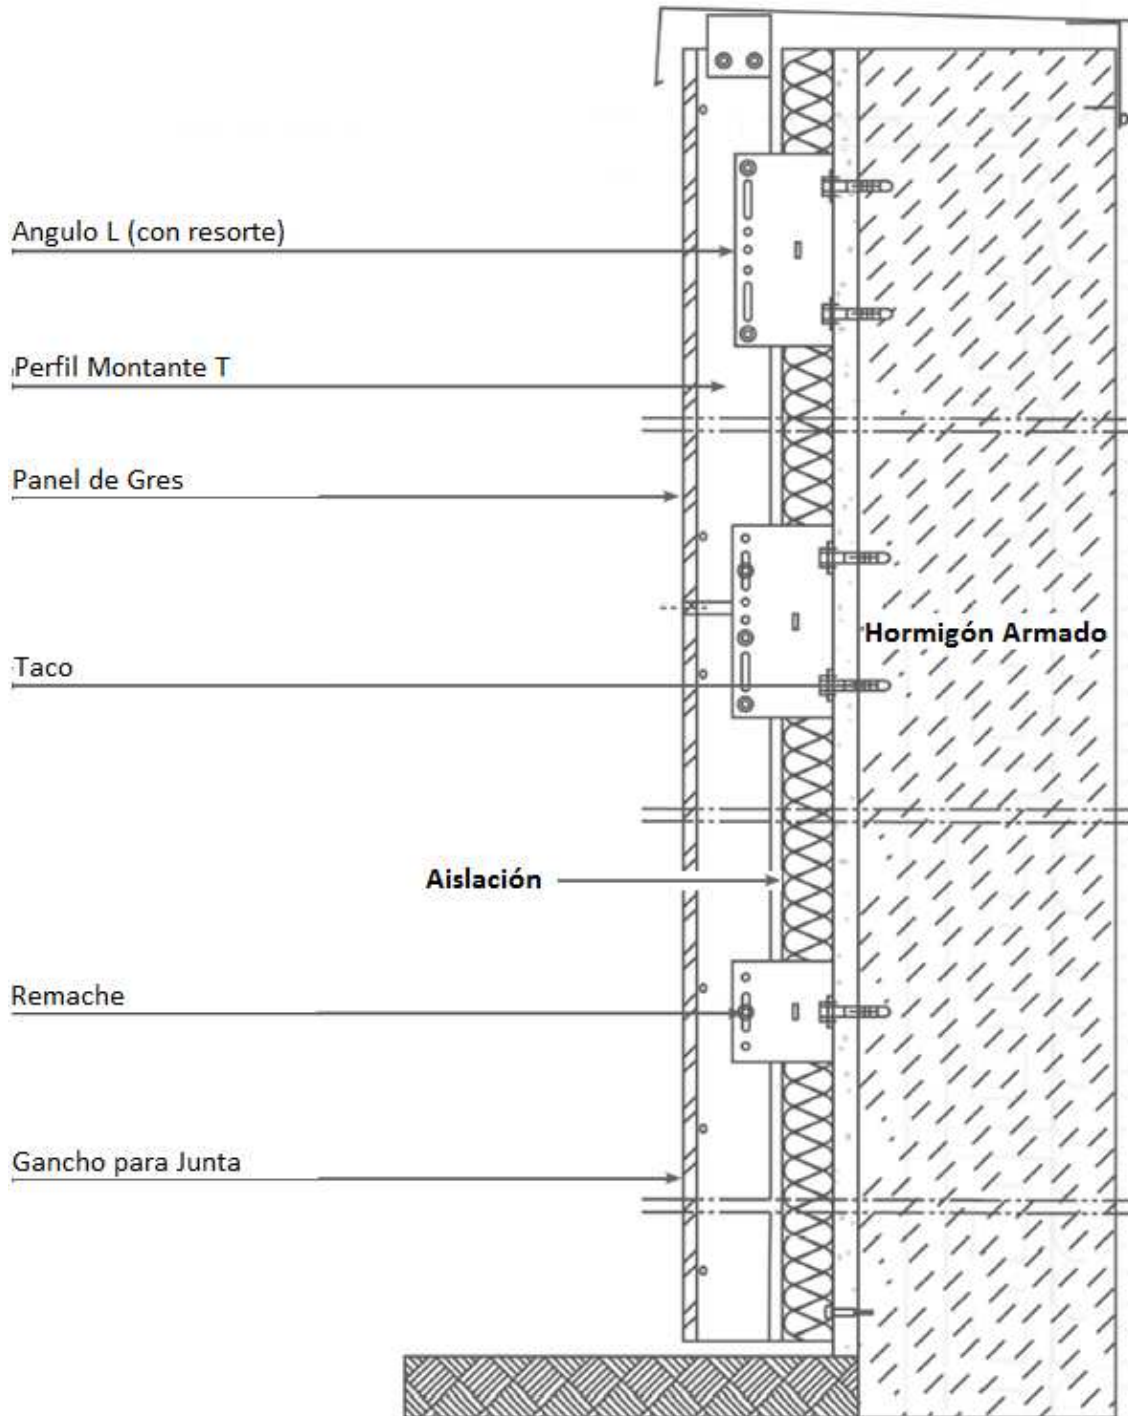 Angulo L (con resorte)
Perfil Montante T
Panel de Gres
Hormigón Armado
Taco
Aislación
Remache
Gancho para Junta